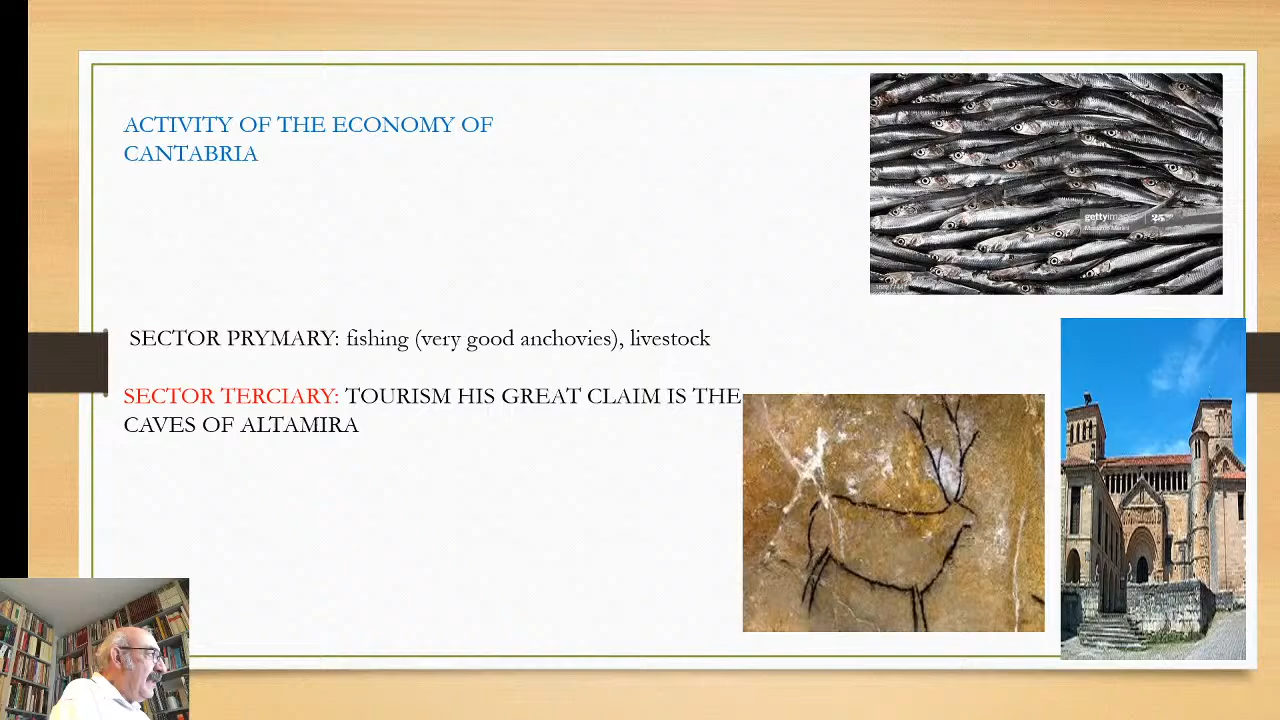 ACTIVITY OF THE ECONOMY OF
CANTABRIA
gettyimages
SECTOR PRYMARY: fishing (very good anchovies), livestock
SECTOR TERCIARY: TOURISM HIS GREAT CLAIM IS THE
CAVES OF ALTAMIRA